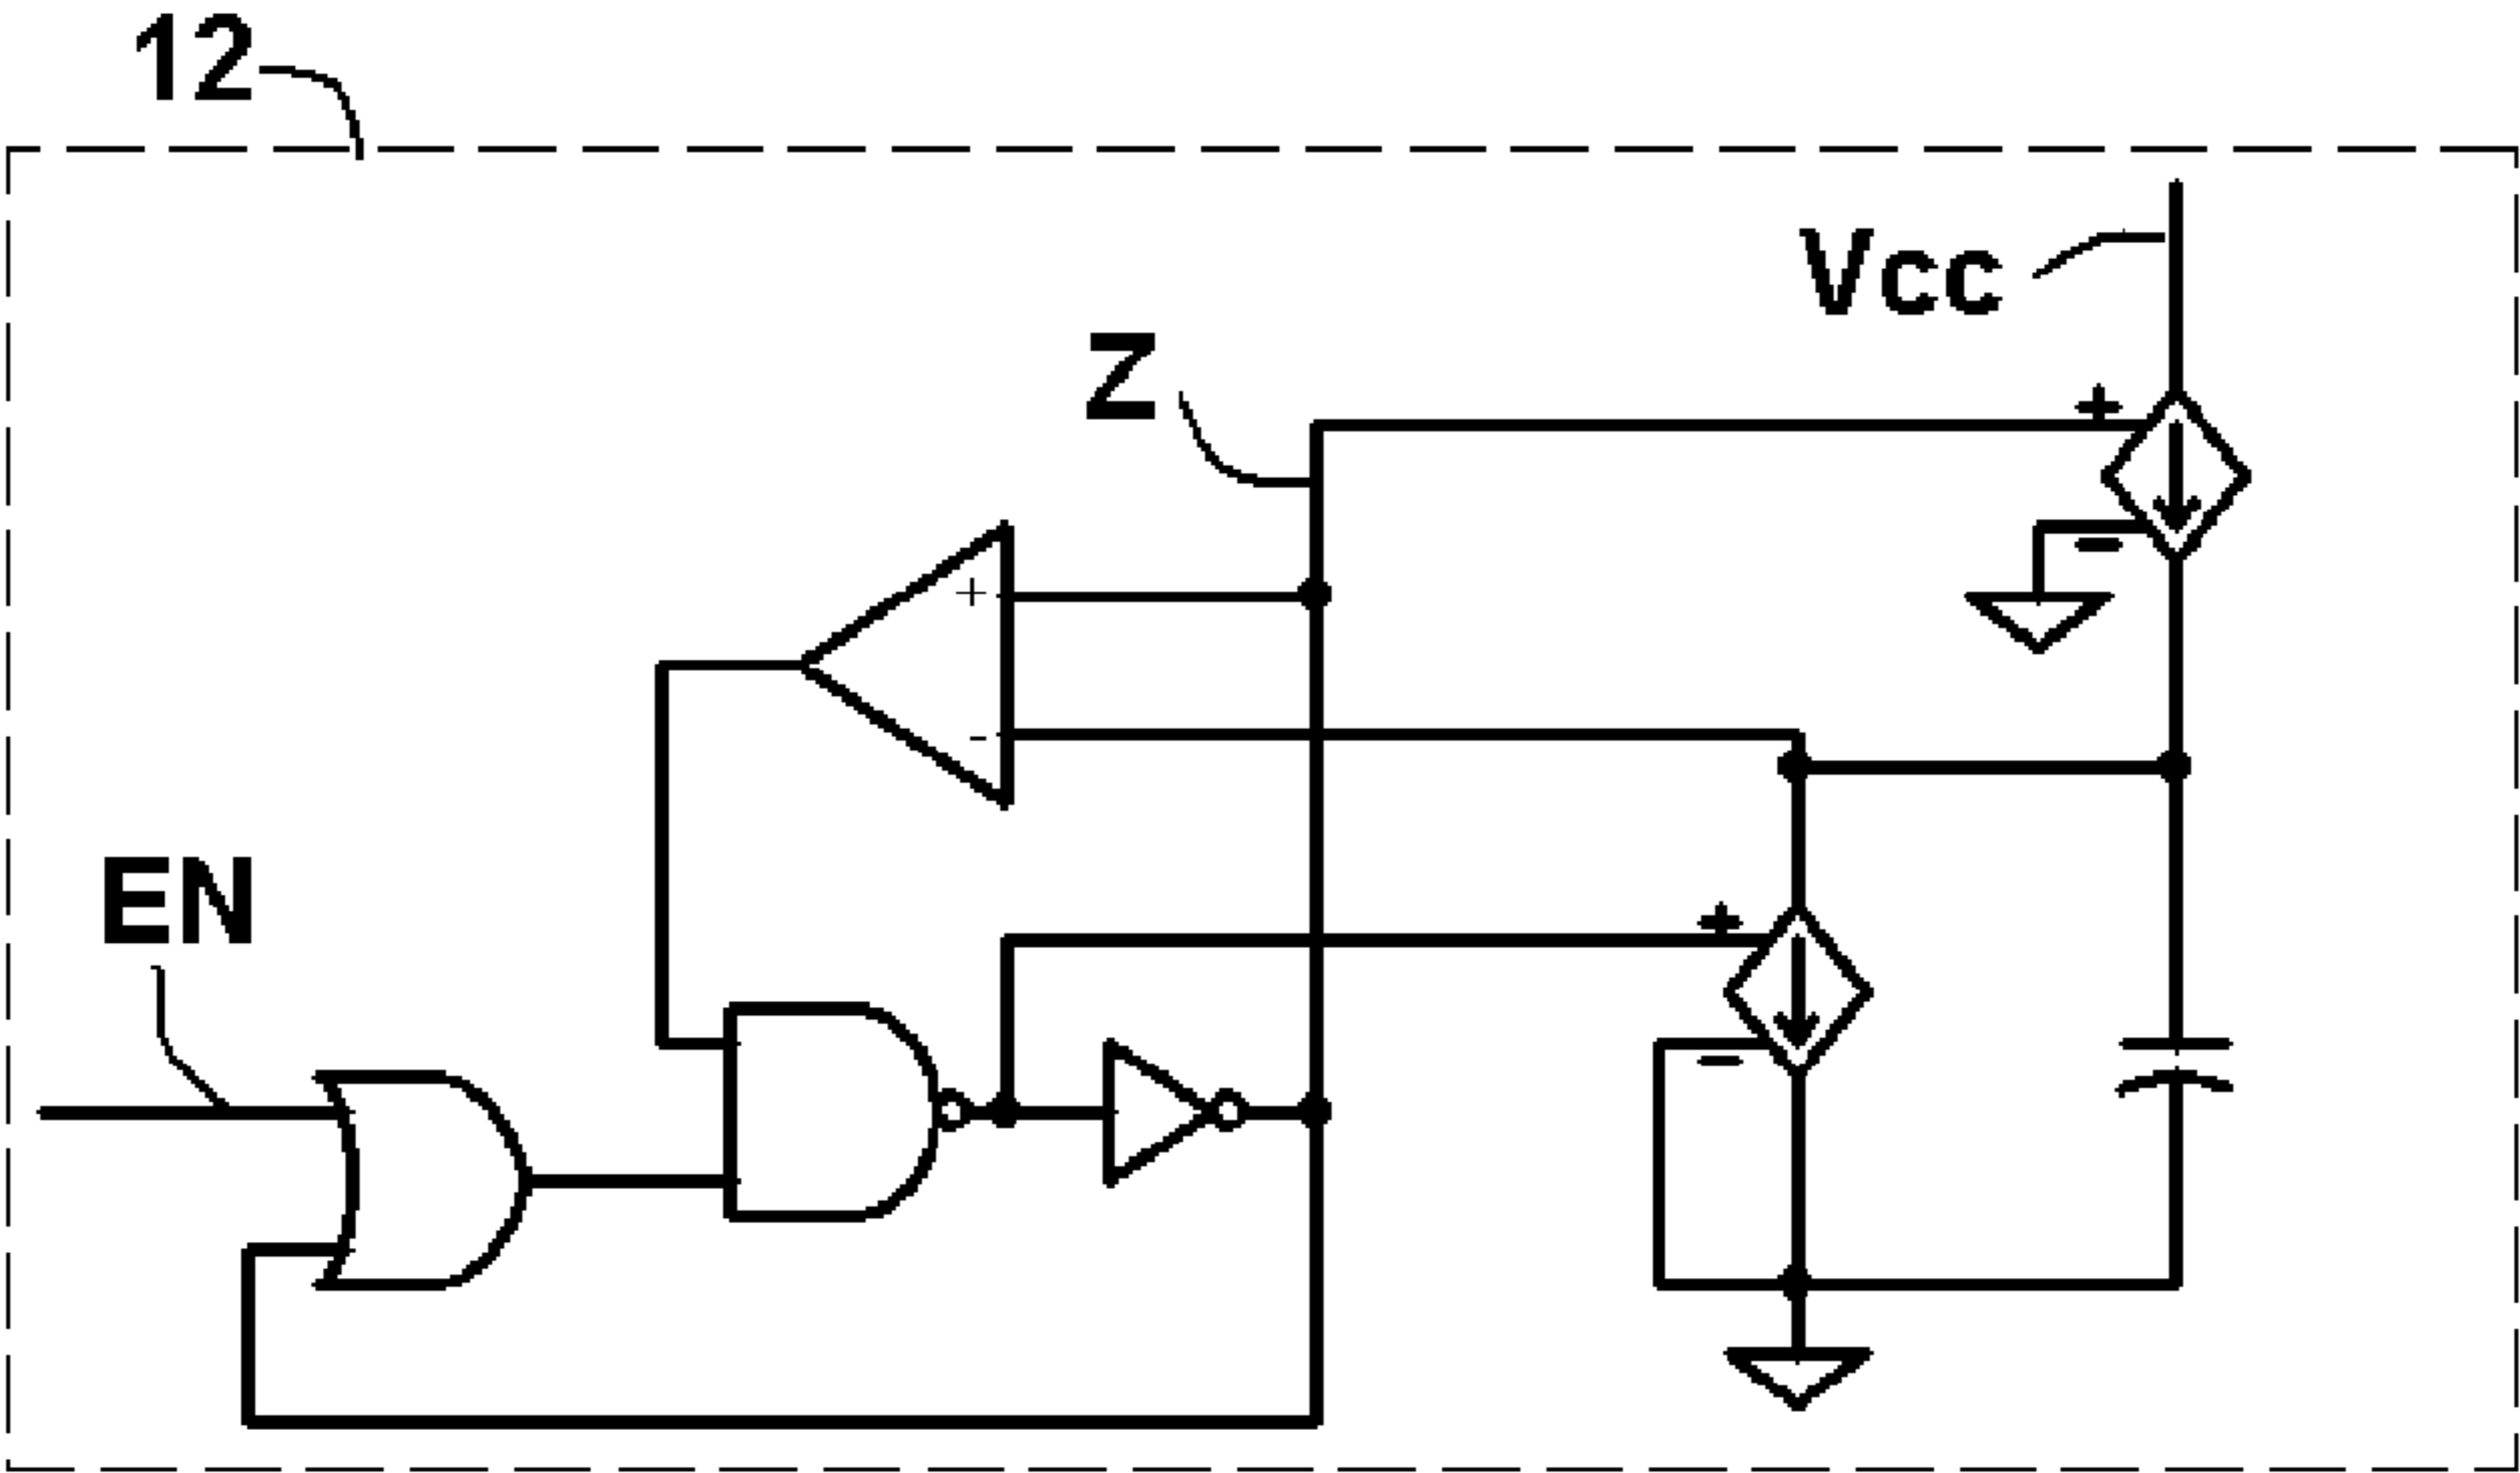 12
Vcc
Z
+
+
-
-
EN
+
-